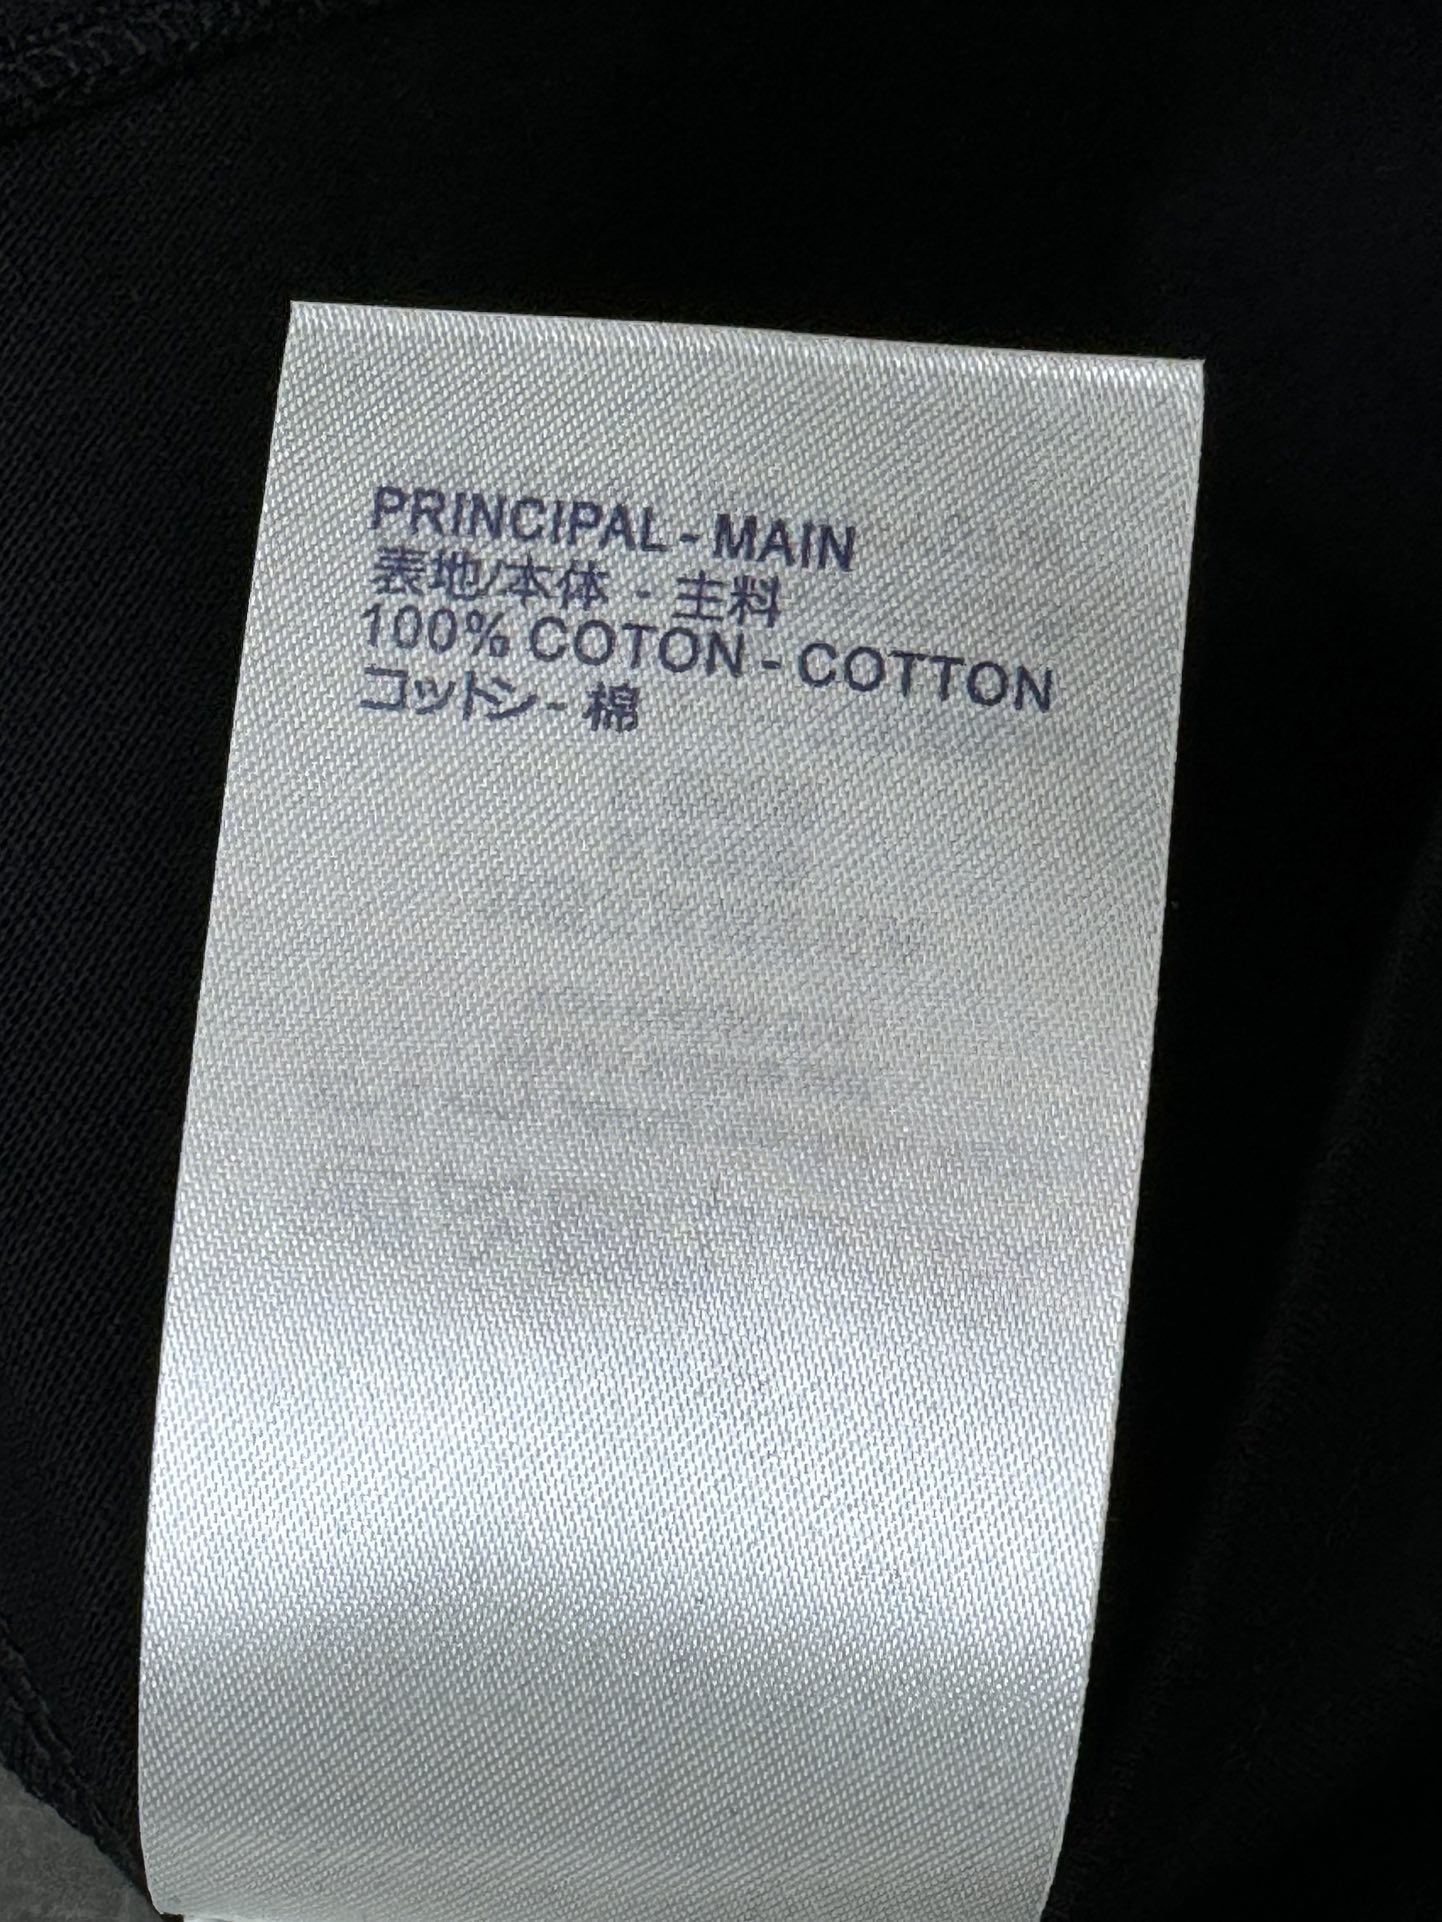 PRINCIPAL - MAIN
表地/本体 - 主料
100% COTON - COTTON
コットン - 棉